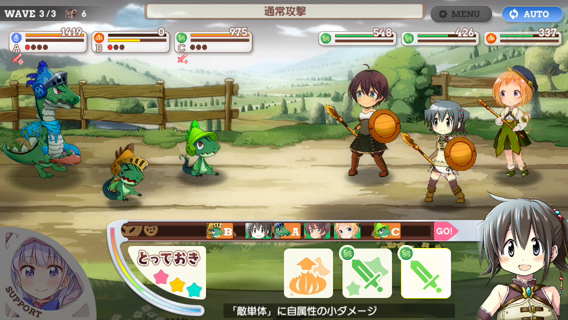 WAVE 3/3 6
通常攻撃
MENU
AUTO
1419
A
0
B
975
C
548
426
337
B
A
C
GO!
とっておき
SUPPORT
「敵単体」に自属性の小ダメージ